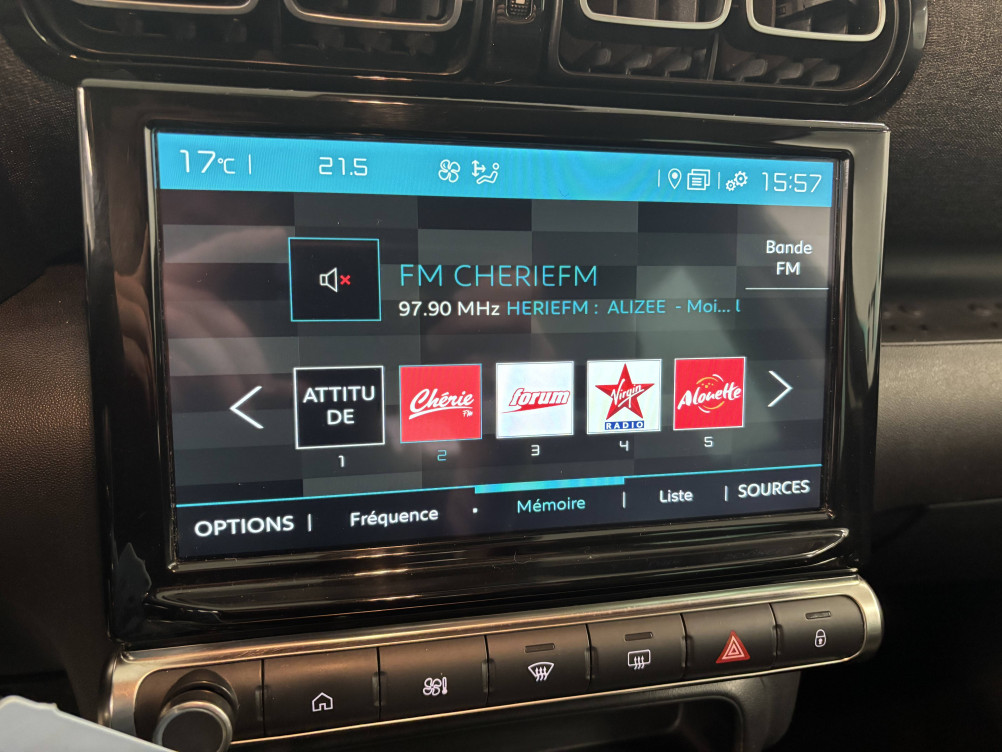 17°C | 21.5 15:57
Bande
FM
FM CHERIEFM
97.90 MHz HERIEFM : ALIZEE - Moi... l
ATTITU
DE
Chérie
FM
forum
Virgin
RADIO
Alouette
1 2 3 4 5
OPTIONS | Fréquence • Mémoire | Liste | SOURCES